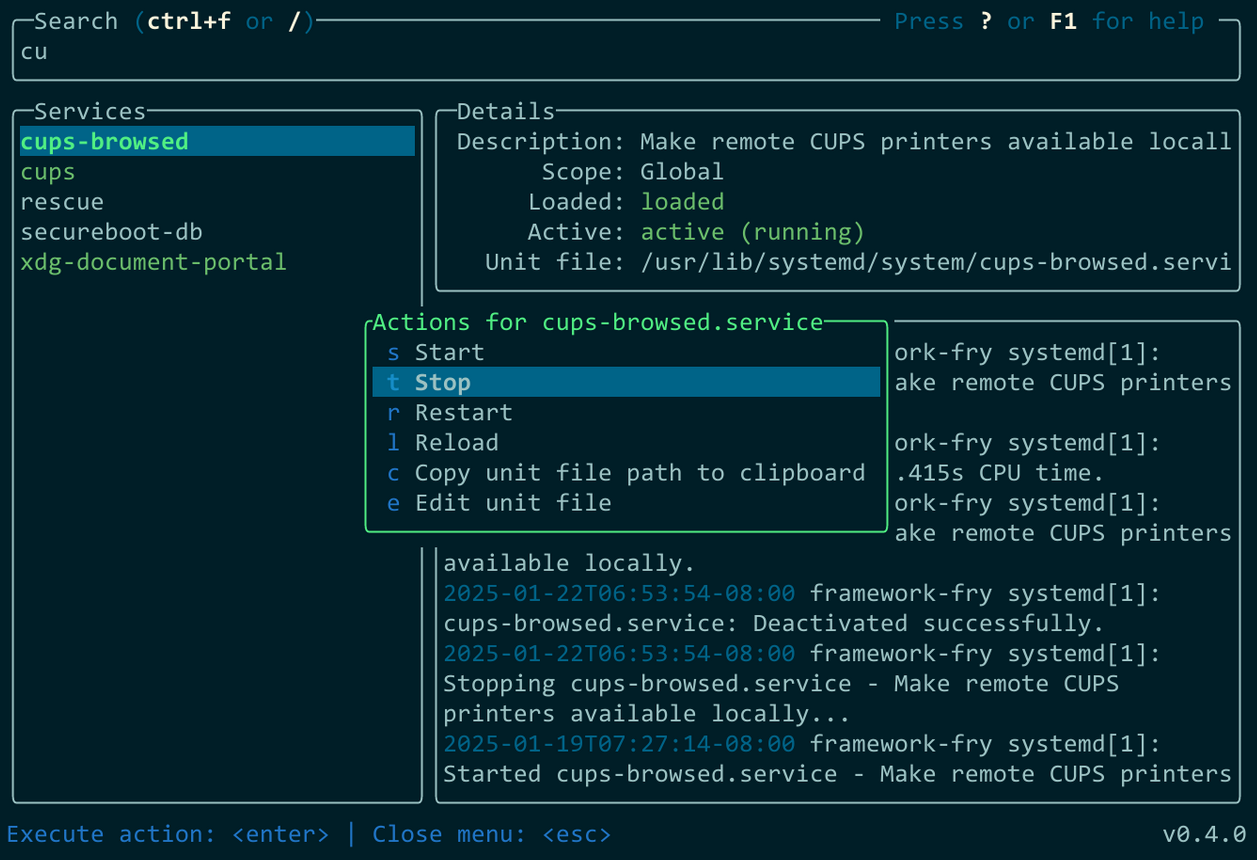 Search (ctrl+f or /) Press ? or F1 for help
cu
Services
cups-browsed
cups
rescue
secureboot-db
xdg-document-portal
Details
Description: Make remote CUPS printers available locall
Scope: Global
Loaded: loaded
Active: active (running)
Unit file: /usr/lib/systemd/system/cups-browsed.servi
Actions for cups-browsed.service
s Start
t Stop
r Restart
l Reload
c Copy unit file path to clipboard
e Edit unit file
ork-fry systemd[1]:
ake remote CUPS printers
ork-fry systemd[1]:
.415s CPU time.
ork-fry systemd[1]:
ake remote CUPS printers
available locally.
2025-01-22T06:53:54-08:00 framework-fry systemd[1]:
cups-browsed.service: Deactivated successfully.
2025-01-22T06:53:54-08:00 framework-fry systemd[1]:
Stopping cups-browsed.service - Make remote CUPS
printers available locally...
2025-01-19T07:27:14-08:00 framework-fry systemd[1]:
Started cups-browsed.service - Make remote CUPS printers
Execute action: <enter> | Close menu: <esc> v0.4.0